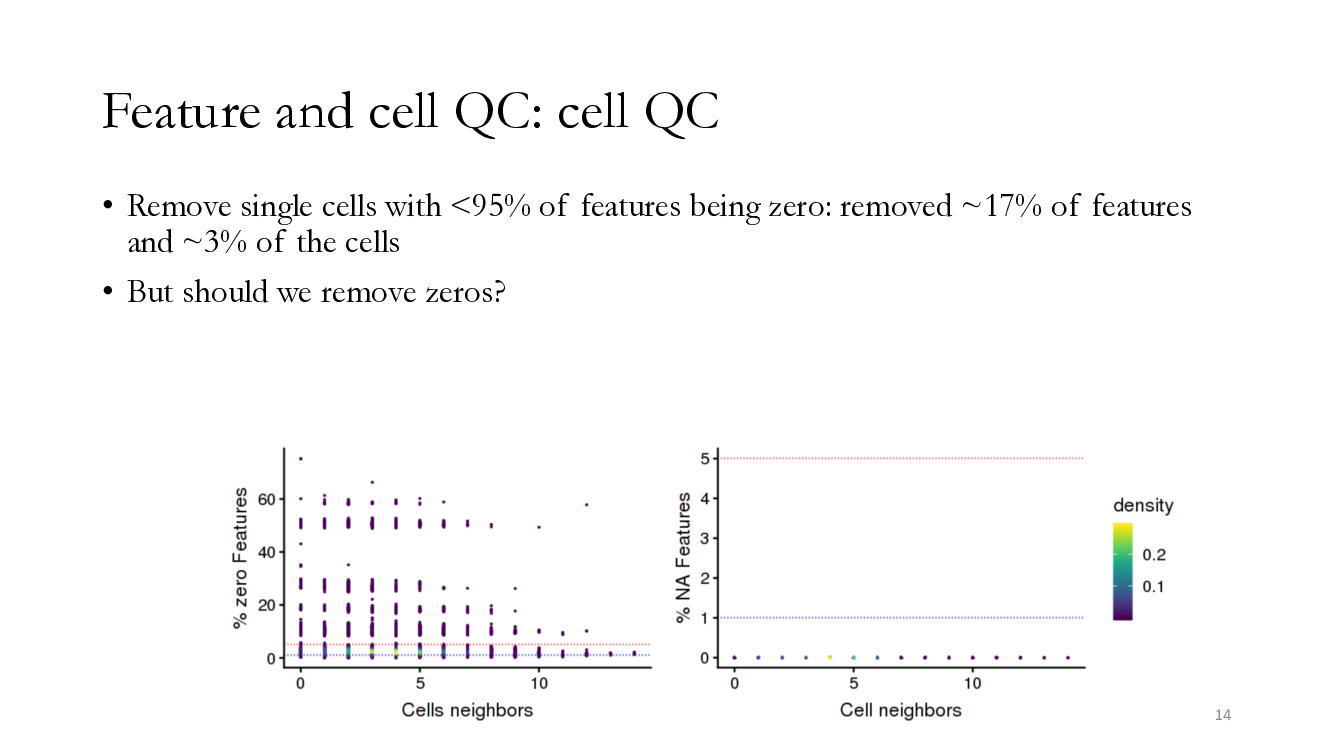 Feature and cell QC: cell QC
• Remove single cells with <95% of features being zero: removed ~17% of features
and ~3% of the cells
• But should we remove zeros?
% zero Features
60
40
20
0
0
5
10
Cells neighbors
% NA Features
5
4
3
2
1
0
0
5
10
Cell neighbors
density
0.2
0.1
14